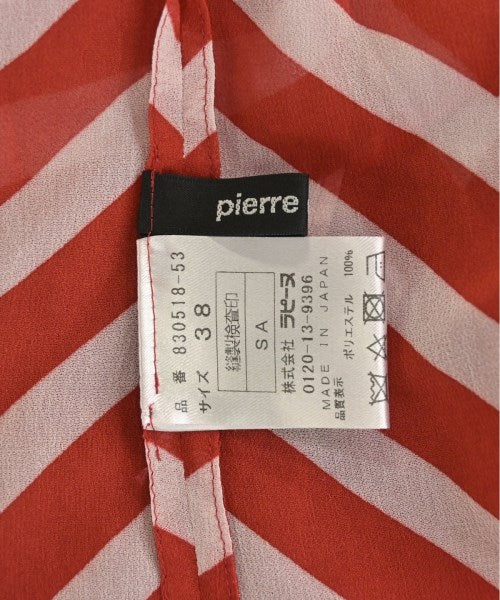 pierre
品 番 830518-53
サイズ 38
縫製検査印
SA
株式会社 ラピーヌ
0120-13-9396
MADE IN JAPAN
品質表示 ポリエステル 100%